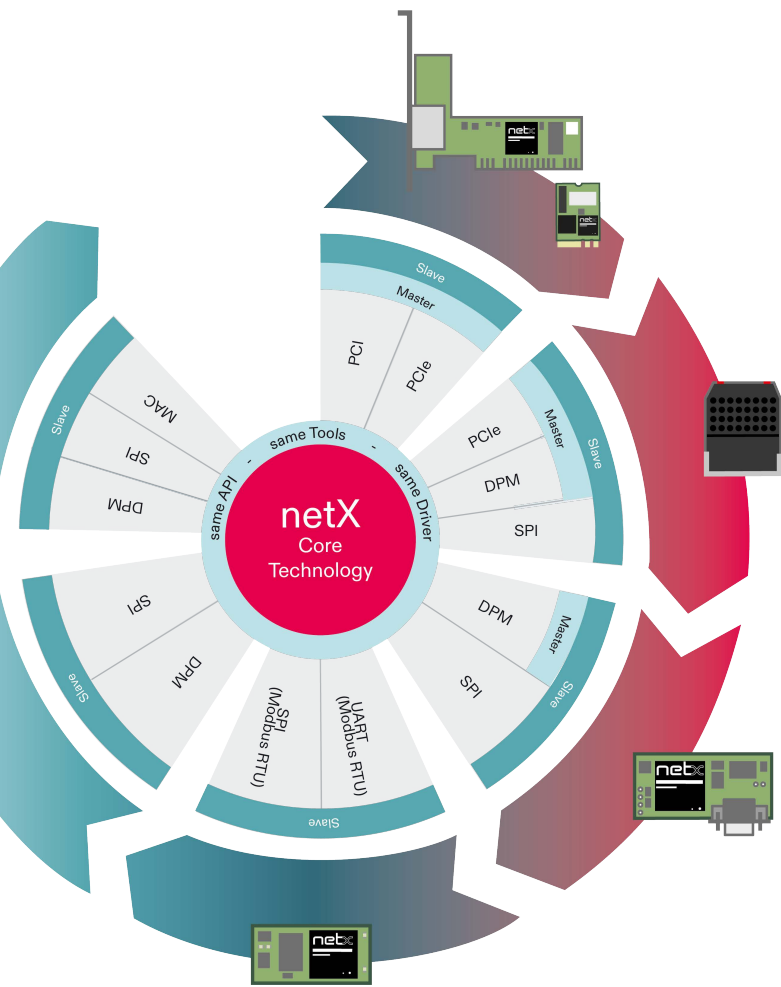 netX
netX
Slave
Master
PCI
PCIe
Slave
Master
PCIe
DPM
SPI
Slave
Master
DPM
SPI
Slave
UART
(Modbus RTU)
SPI
(Modbus RTU)
Slave
DPM
SPI
Slave
DPM
SPI
MAC
same API - same Tools - same Driver
netX
Core
Technology
netX
netX